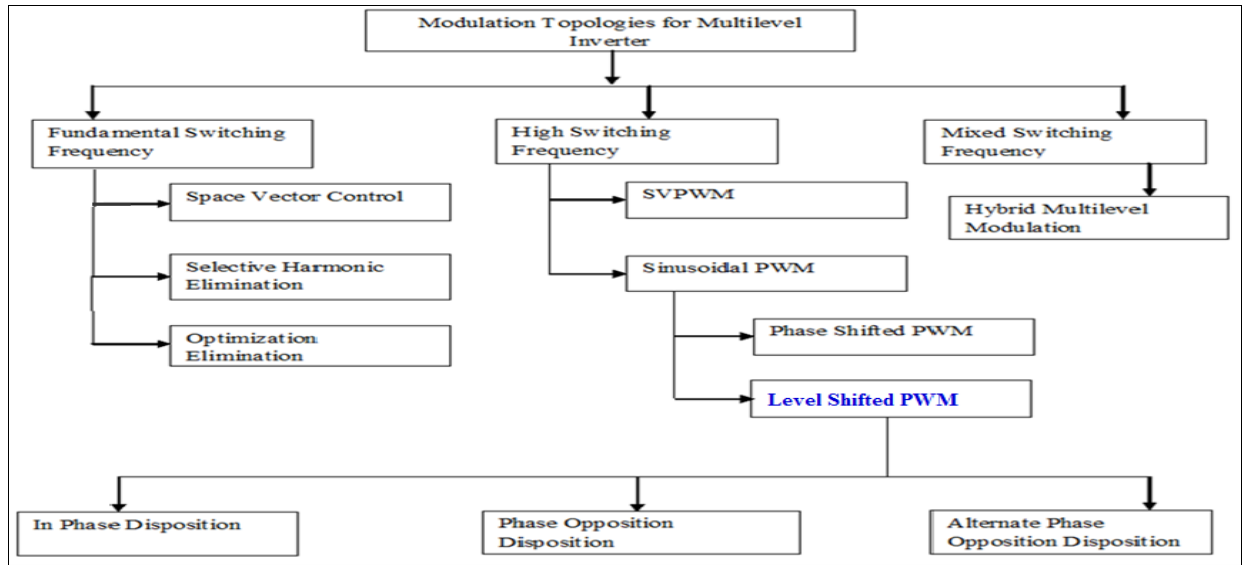 Modulation Topologies for Multilevel
Inverter
Fundamental Switching
Frequency
High Switching
Frequency
Mixed Switching
Frequency
Space Vector Control
Selective Harmonic
Elimination
Optimization
Elimination
SVPWM
Sinusoidal PWM
Phase Shifted PWM
Level Shifted PWM
Hybrid Multilevel
Modulation
In Phase Disposition
Phase Opposition
Disposition
Alternate Phase
Opposition Disposition